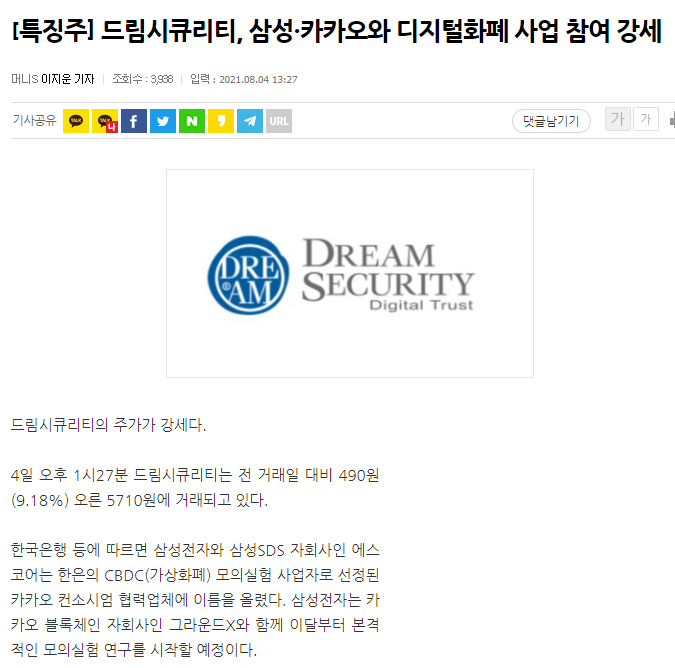 [특징주] 드림시큐리티, 삼성·카카오와 디지털화폐 사업 참여 강세
머니S 이지운 기자 | 조회수 : 3,938 | 입력 : 2021.08.04 13:27
기사공유 TALK TALK 4 f N URL 댓글남기기 가 가
DREAM
DREAM SECURITY
Digital Trust
드림시큐리티의 주가가 강세다.
4일 오후 1시27분 드림시큐리티는 전 거래일 대비 490원
(9.18%) 오른 5710원에 거래되고 있다.
한국은행 등에 따르면 삼성전자와 삼성SDS 자회사인 에스
코어는 한은의 CBDC(가상화폐) 모의실험 사업자로 선정된
카카오 컨소시엄 협력업체에 이름을 올렸다. 삼성전자는 카
카오 블록체인 자회사인 그라운드X와 함께 이달부터 본격
적인 모의실험 연구를 시작할 예정이다.